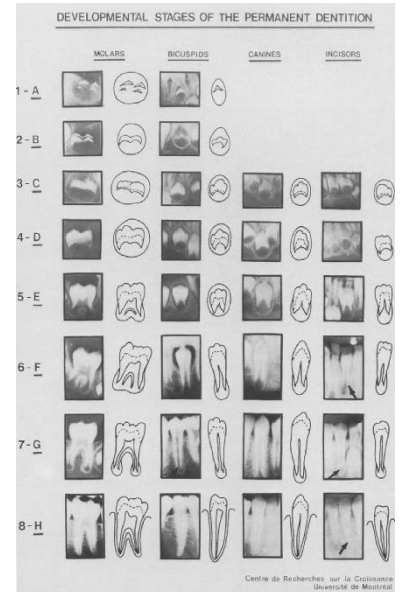 DEVELOPMENTAL STAGES OF THE PERMANENT DENTITION
MOLARS BICUSPIDS CANINES INCISORS
1 - A
2 - B
3 - C
4 - D
5 - E
6 - F
7 - G
8 - H
Centre de Recherches sur la Croissance
Université de Montréal